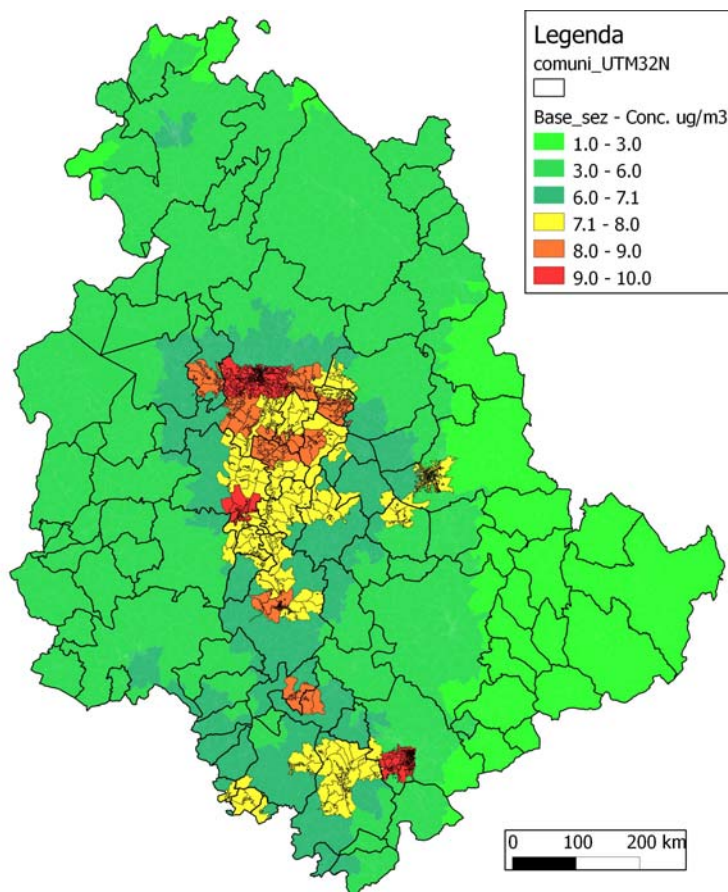 Legenda
comuni_UTM32N
Base_sez - Conc. ug/m3
1.0 - 3.0
3.0 - 6.0
6.0 - 7.1
7.1 - 8.0
8.0 - 9.0
9.0 - 10.0
0 100 200 km